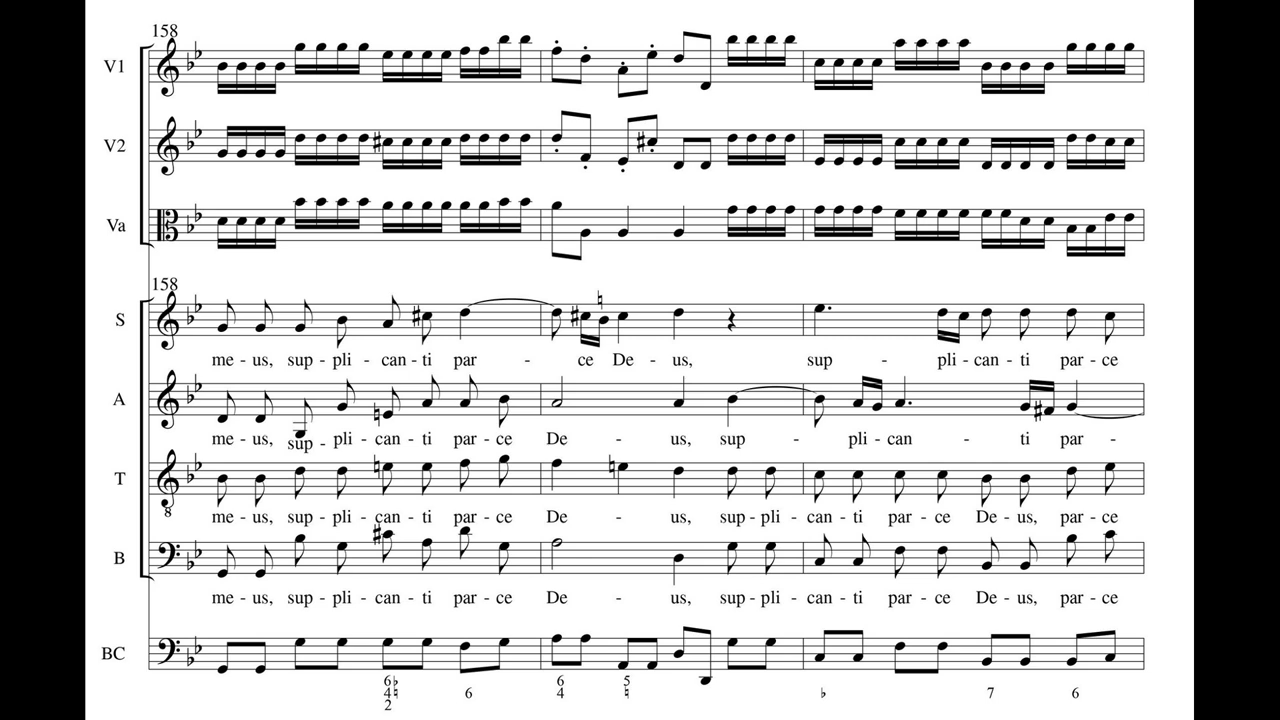 158
V1
V2
Va
158
S
me - us, sup - pli - can - ti par - ce De - us, sup - pli - can - ti par - ce
A
me - us, sup - pli - can - ti par - ce De - us, sup - pli - can - ti par -
T
8
me - us, sup - pli - can - ti par - ce De - us, sup - pli - can - ti par - ce De - us, par - ce
B
me - us, sup - pli - can - ti par - ce De - us, sup - pli - can - ti par - ce De - us, par - ce
BC
6♭ 6 5
4♮ 6 4 ♮ ♭ 7 6
2